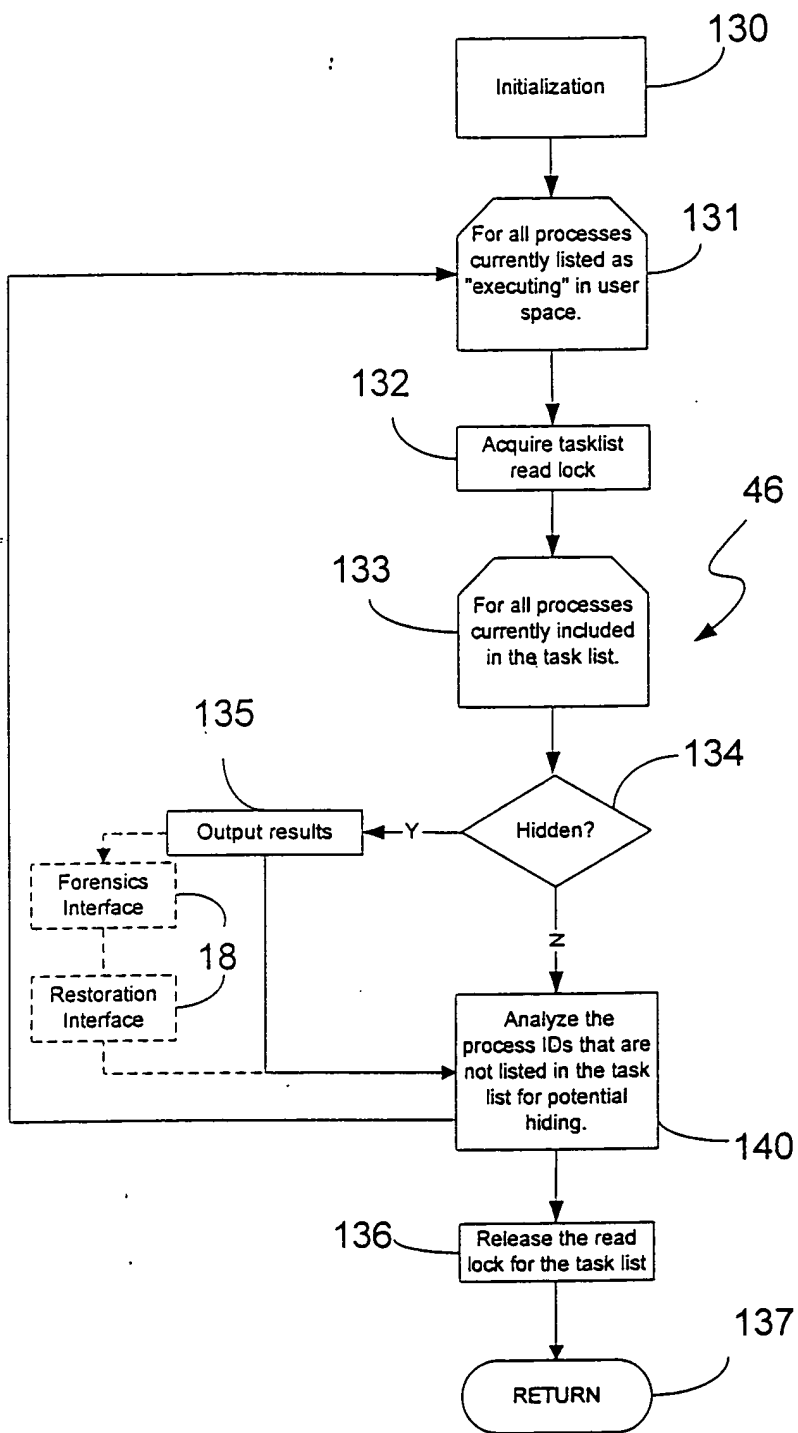 130
Initialization
131
For all processes
currently listed as
"executing" in user
space.
132
Acquire tasklist
read lock
46
133
For all processes
currently included
in the task list.
135
134
Output results
Y
Hidden?
Forensics
Interface
18
N
Restoration
Interface
Analyze the
process IDs that are
not listed in the task
list for potential
hiding.
140
136
Release the read
lock for the task list
137
RETURN